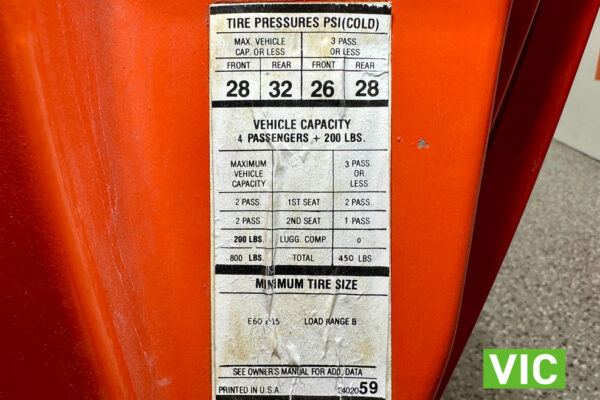 TIRE PRESSURES PSI(COLD)
MAX. VEHICLE CAP. OR LESS 3 PASS. OR LESS
FRONT REAR FRONT REAR
28 32 26 28
VEHICLE CAPACITY
4 PASSENGERS + 200 LBS.
MAXIMUM VEHICLE CAPACITY 3 PASS. OR LESS
2 PASS. 1ST SEAT 2 PASS.
2 PASS. 2ND SEAT 1 PASS.
200 LBS. LUGG. COMP. 0
800 LBS. TOTAL 450 LBS.
MINIMUM TIRE SIZE
E60 15 LOAD RANGE B
SEE OWNER'S MANUAL FOR ADD. DATA
PRINTED IN U.S.A. 3402059
VIC